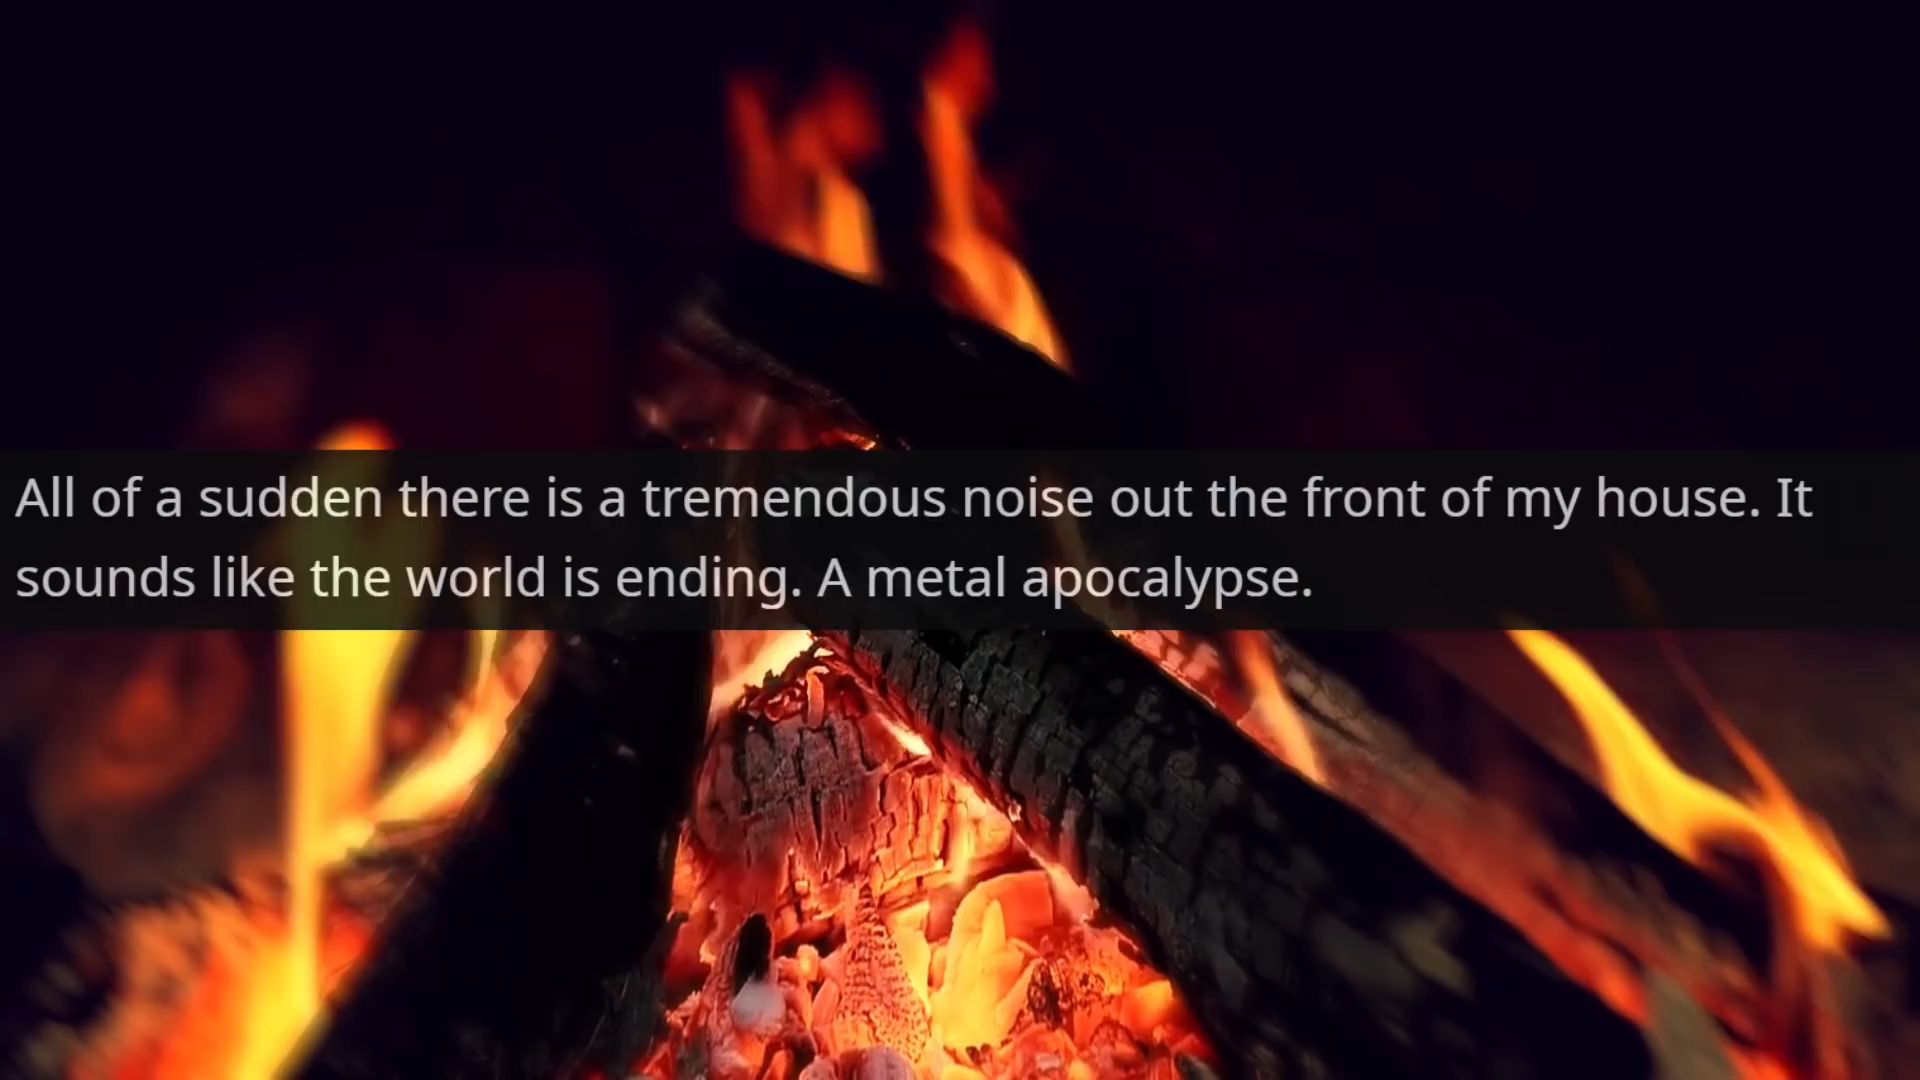 All of a sudden there is a tremendous noise out the front of my house. It
sounds like the world is ending. A metal apocalypse.